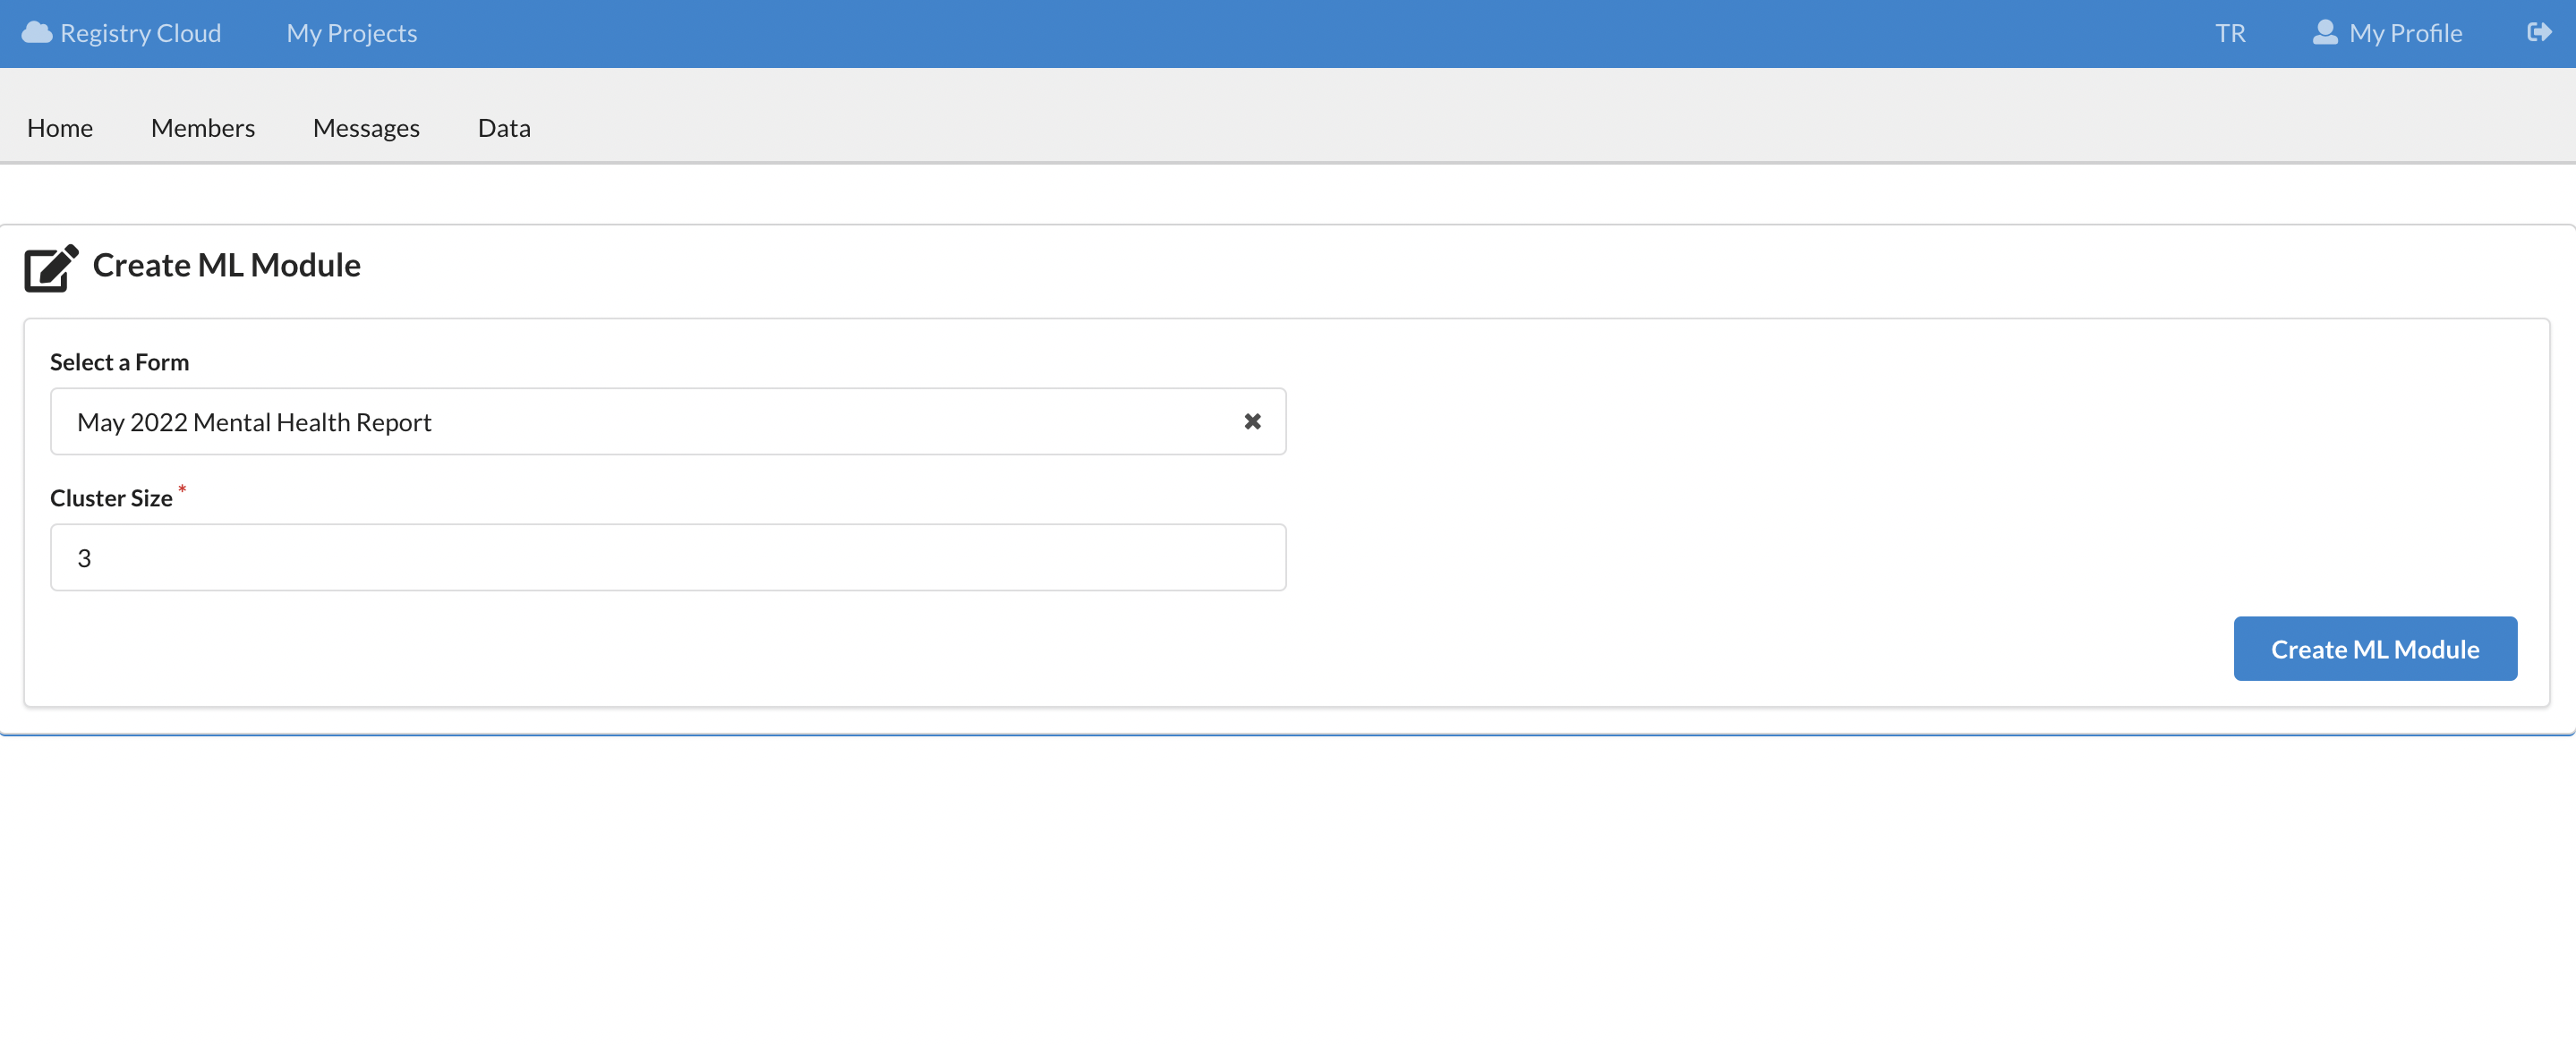 Registry Cloud My Projects TR My Profile
Home Members Messages Data
Create ML Module
Select a Form
May 2022 Mental Health Report
Cluster Size *
3
Create ML Module